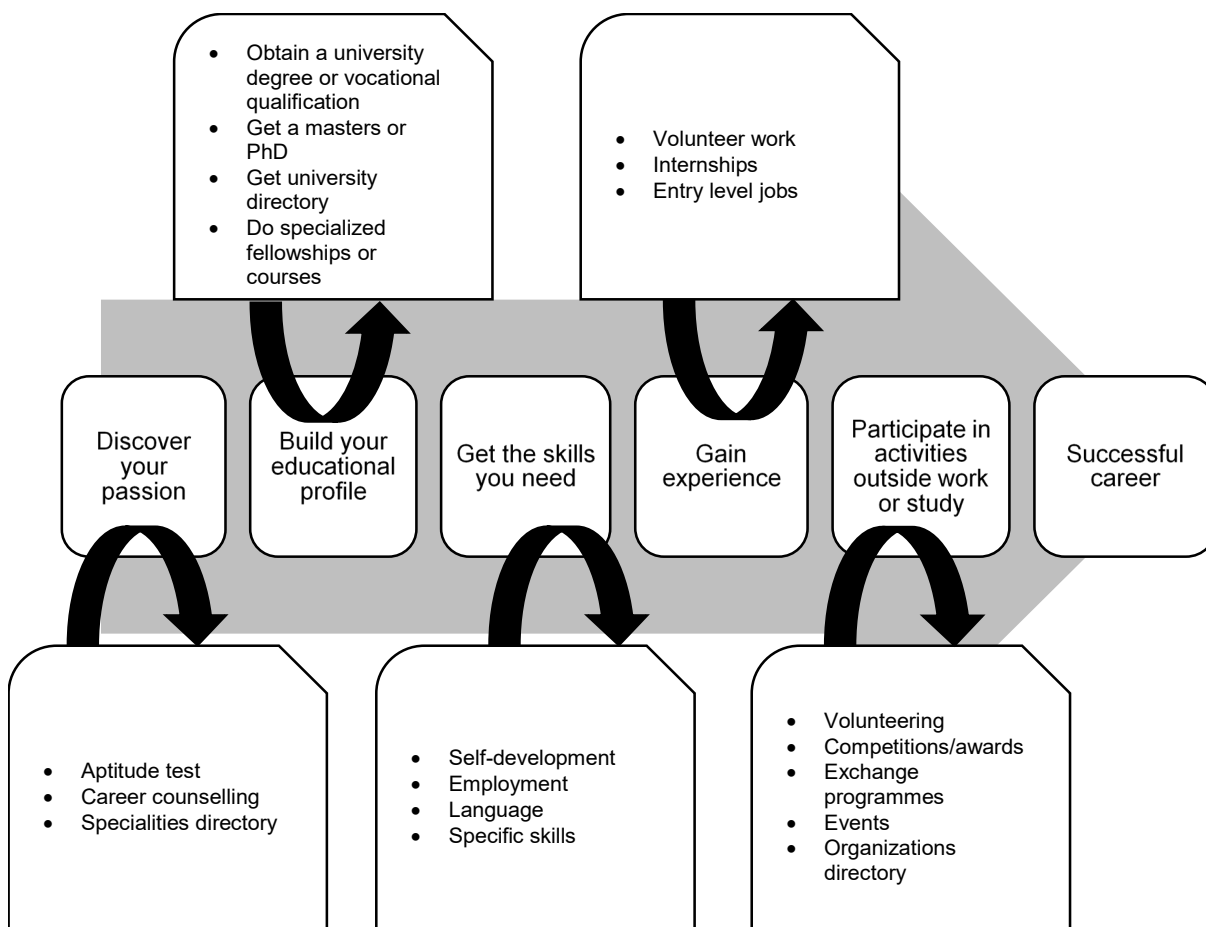 • Obtain a university
degree or vocational
qualification
• Get a masters or
PhD
• Get university
directory
• Do specialized
fellowships or
courses
• Volunteer work
• Internships
• Entry level jobs
Discover
your
passion
Build your
educational
profile
Get the skills
you need
Gain
experience
Participate in
activities
outside work
or study
Successful
career
• Aptitude test
• Career counselling
• Specialities directory
• Self-development
• Employment
• Language
• Specific skills
• Volunteering
• Competitions/awards
• Exchange
programmes
• Events
• Organizations
directory